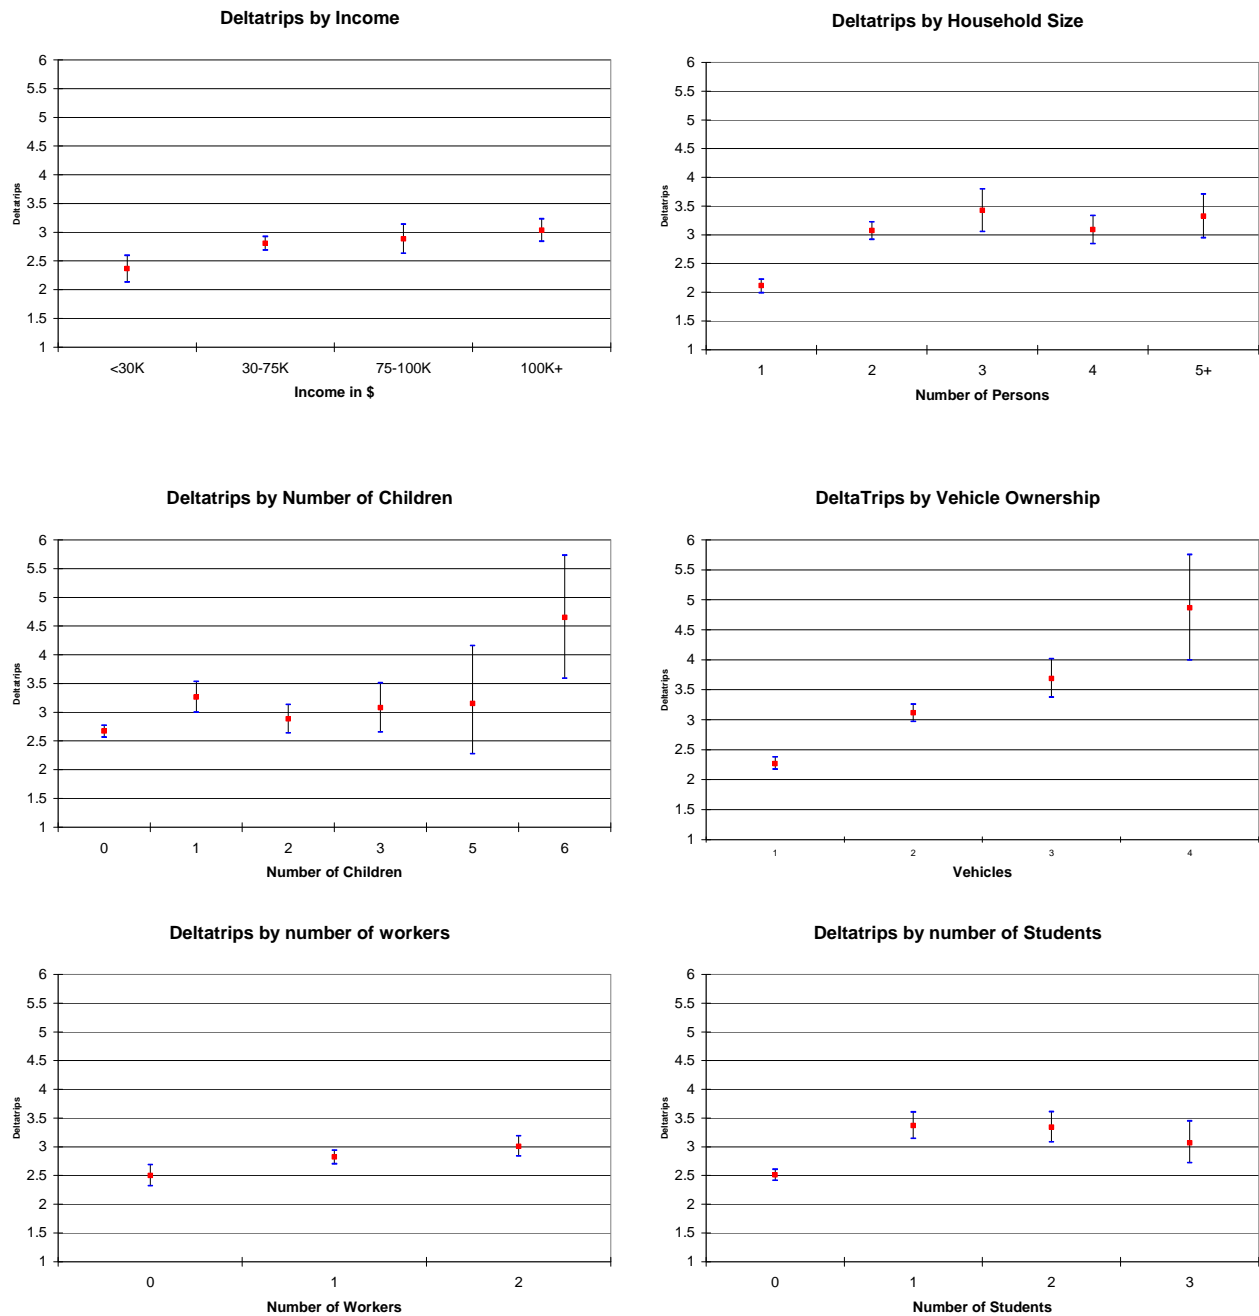 Deltatrips by Income
6
5.5
5
4.5
4
3.5
3
2.5
2
1.5
1
Deltatrips
<30K 30-75K 75-100K 100K+
Income in $
Deltatrips by Household Size
6
5.5
5
4.5
4
3.5
3
2.5
2
1.5
1
Deltatrips
1 2 3 4 5+
Number of Persons
Deltatrips by Number of Children
6
5.5
5
4.5
4
3.5
3
2.5
2
1.5
1
Deltatrips
0 1 2 3 5 6
Number of Children
DeltaTrips by Vehicle Ownership
6
5.5
5
4.5
4
3.5
3
2.5
2
1.5
1
Deltatrips
1 2 3 4
Vehicles
Deltatrips by number of workers
6
5.5
5
4.5
4
3.5
3
2.5
2
1.5
1
Deltatrips
0 1 2
Number of Workers
Deltatrips by number of Students
6
5.5
5
4.5
4
3.5
3
2.5
2
1.5
1
Deltatrips
0 1 2 3
Number of Students